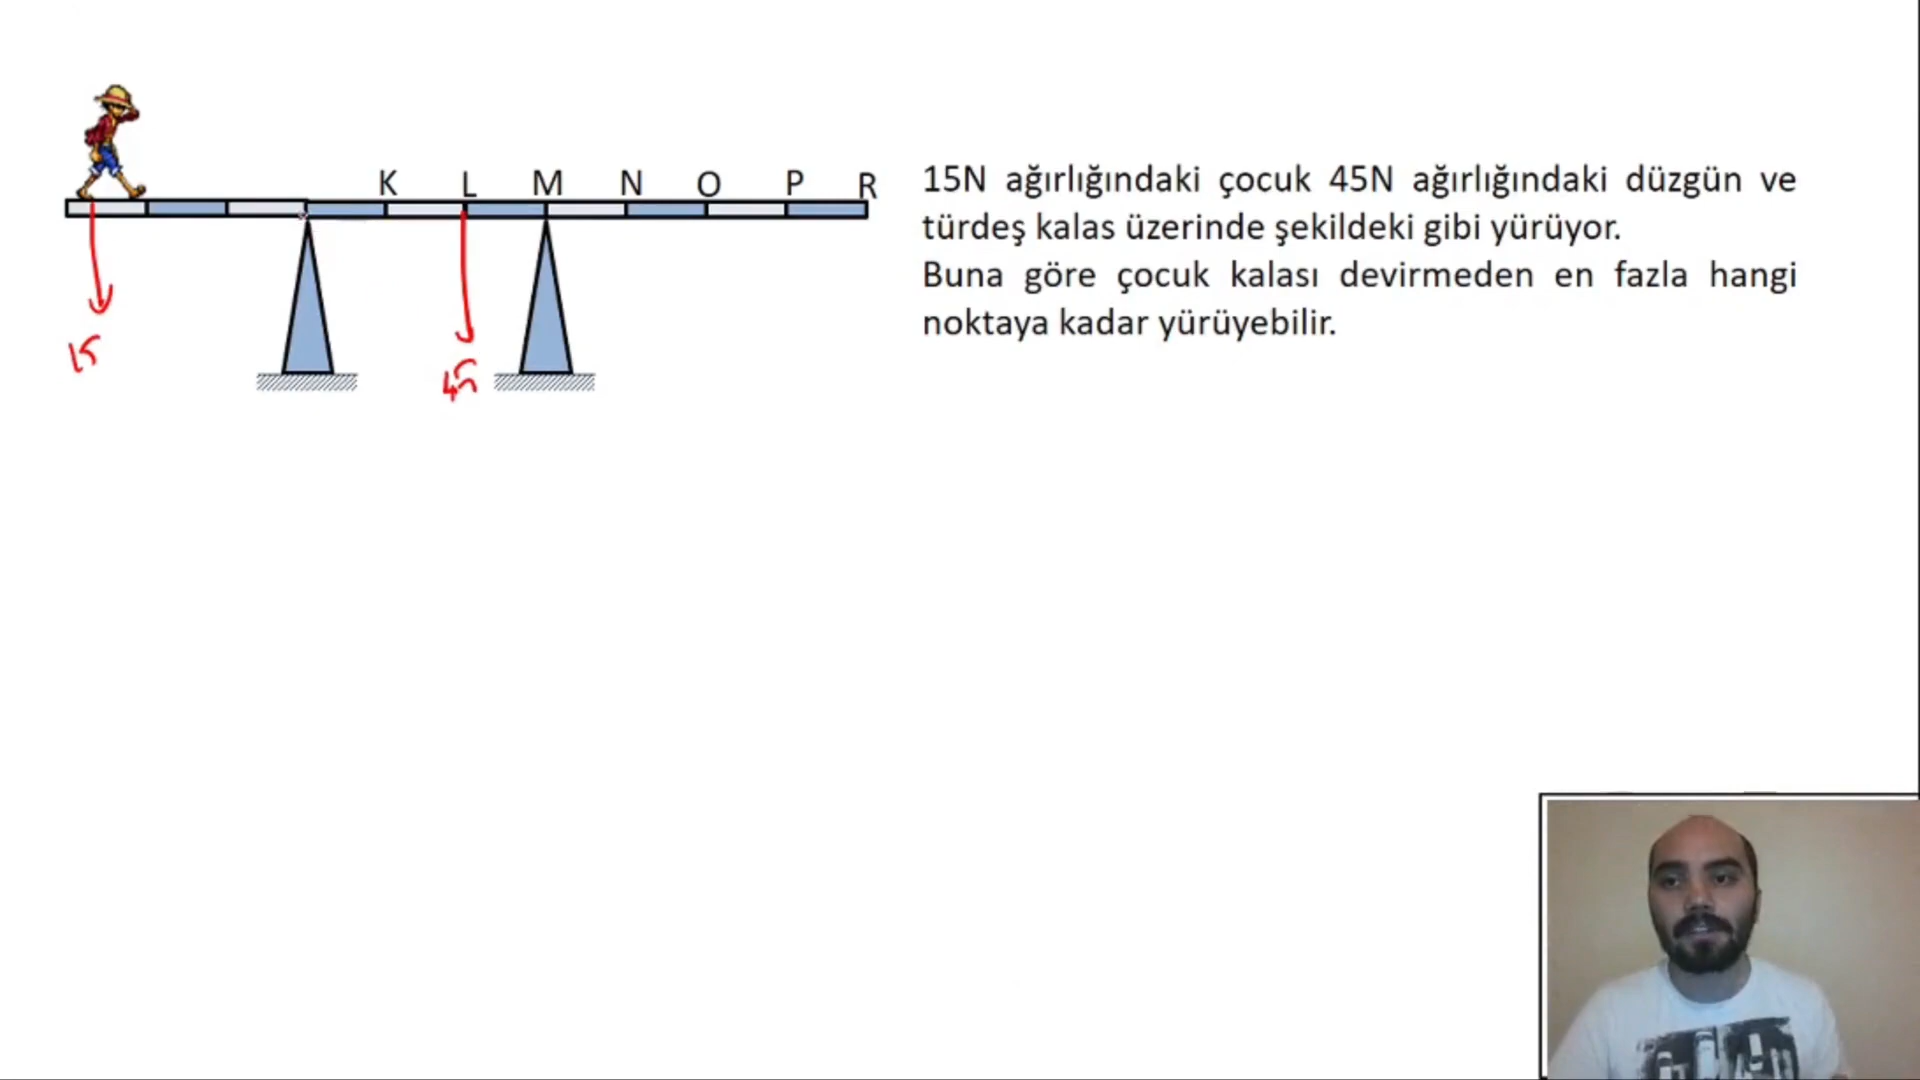 K L M N O P R
15N ağırlığındaki çocuk 45N ağırlığındaki düzgün ve
türdeş kalas üzerinde şekildeki gibi yürüyor.
Buna göre çocuk kalası devirmeden en fazla hangi
noktaya kadar yürüyebilir.
15
45